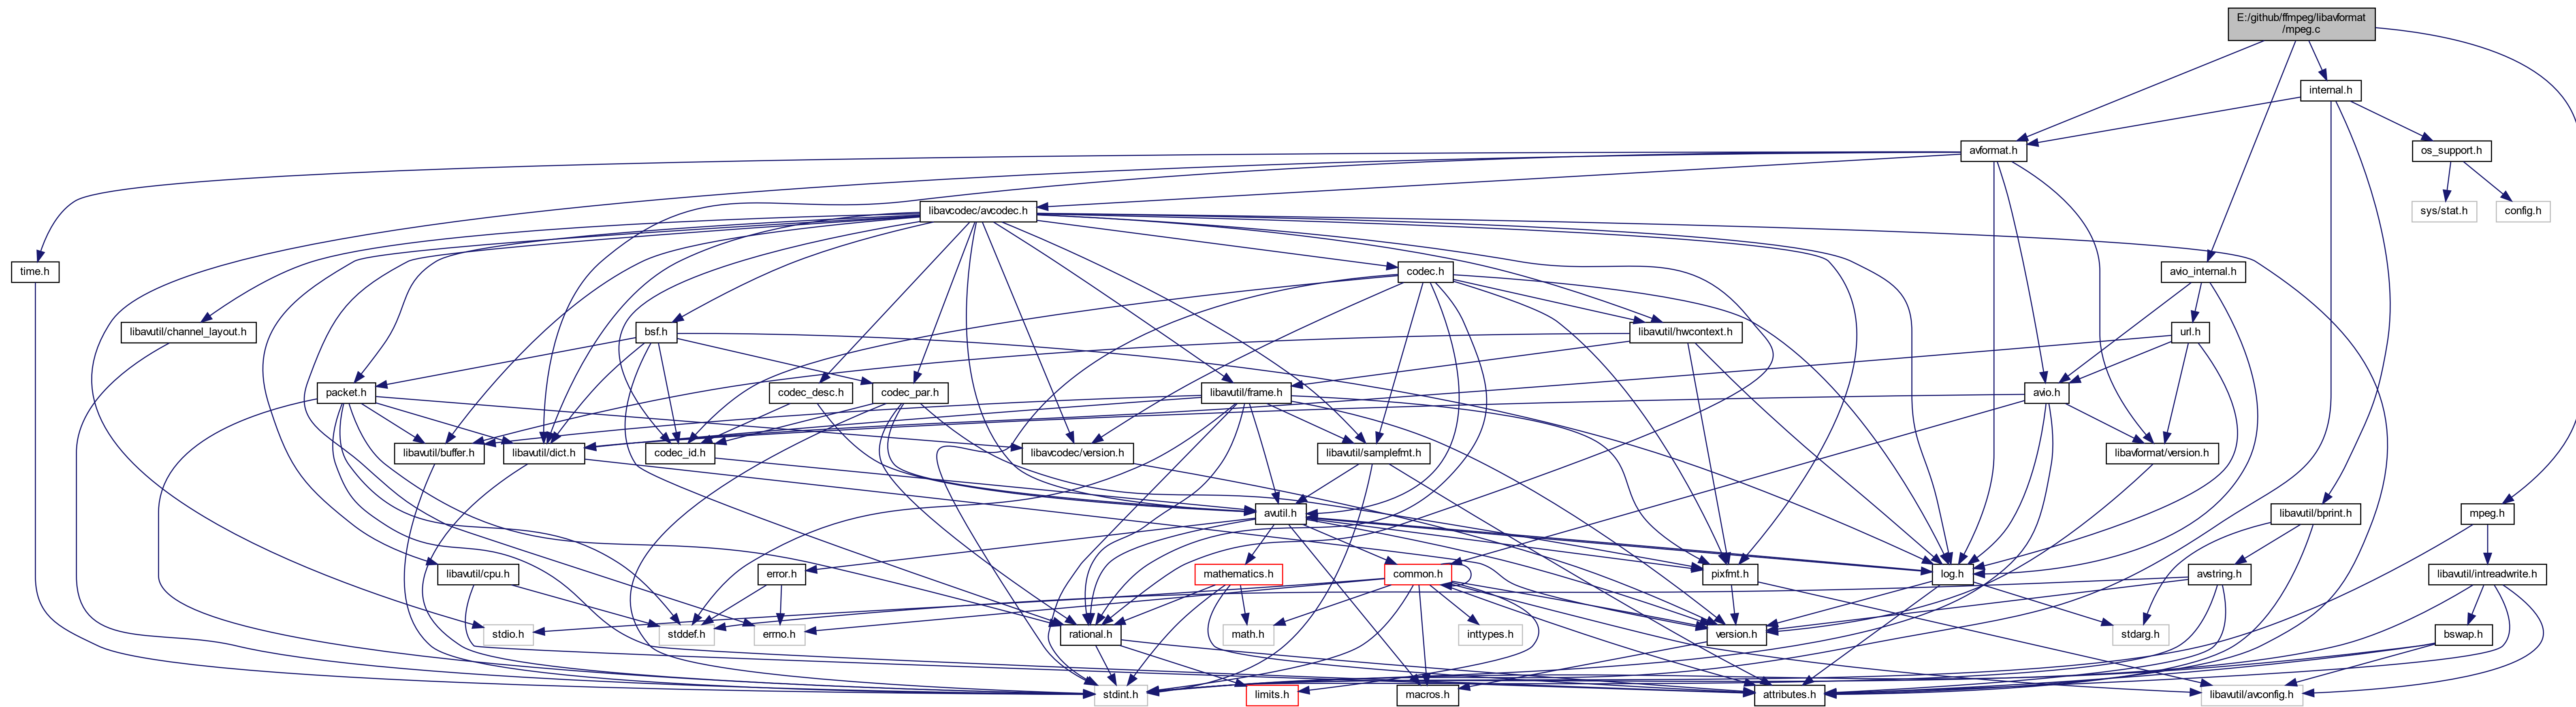 E:/github/ffmpeg/libavformat
/mpeg.c
internal.h
avformat.h
os_support.h
libavcodec/avcodec.h
sys/stat.h
config.h
time.h
codec.h
avio_internal.h
libavutil/channel_layout.h
bsf.h
libavutil/hwcontext.h
url.h
packet.h
codec_desc.h
codec_par.h
libavutil/frame.h
avio.h
libavutil/buffer.h
libavutil/dict.h
codec_id.h
libavcodec/version.h
libavutil/samplefmt.h
libavformat/version.h
avutil.h
libavutil/bprint.h
mpeg.h
libavutil/cpu.h
error.h
mathematics.h
common.h
pixfmt.h
log.h
avstring.h
libavutil/intreadwrite.h
stdio.h
stddef.h
errno.h
rational.h
math.h
inttypes.h
version.h
stdarg.h
bswap.h
stdint.h
limits.h
macros.h
attributes.h
libavutil/avconfig.h